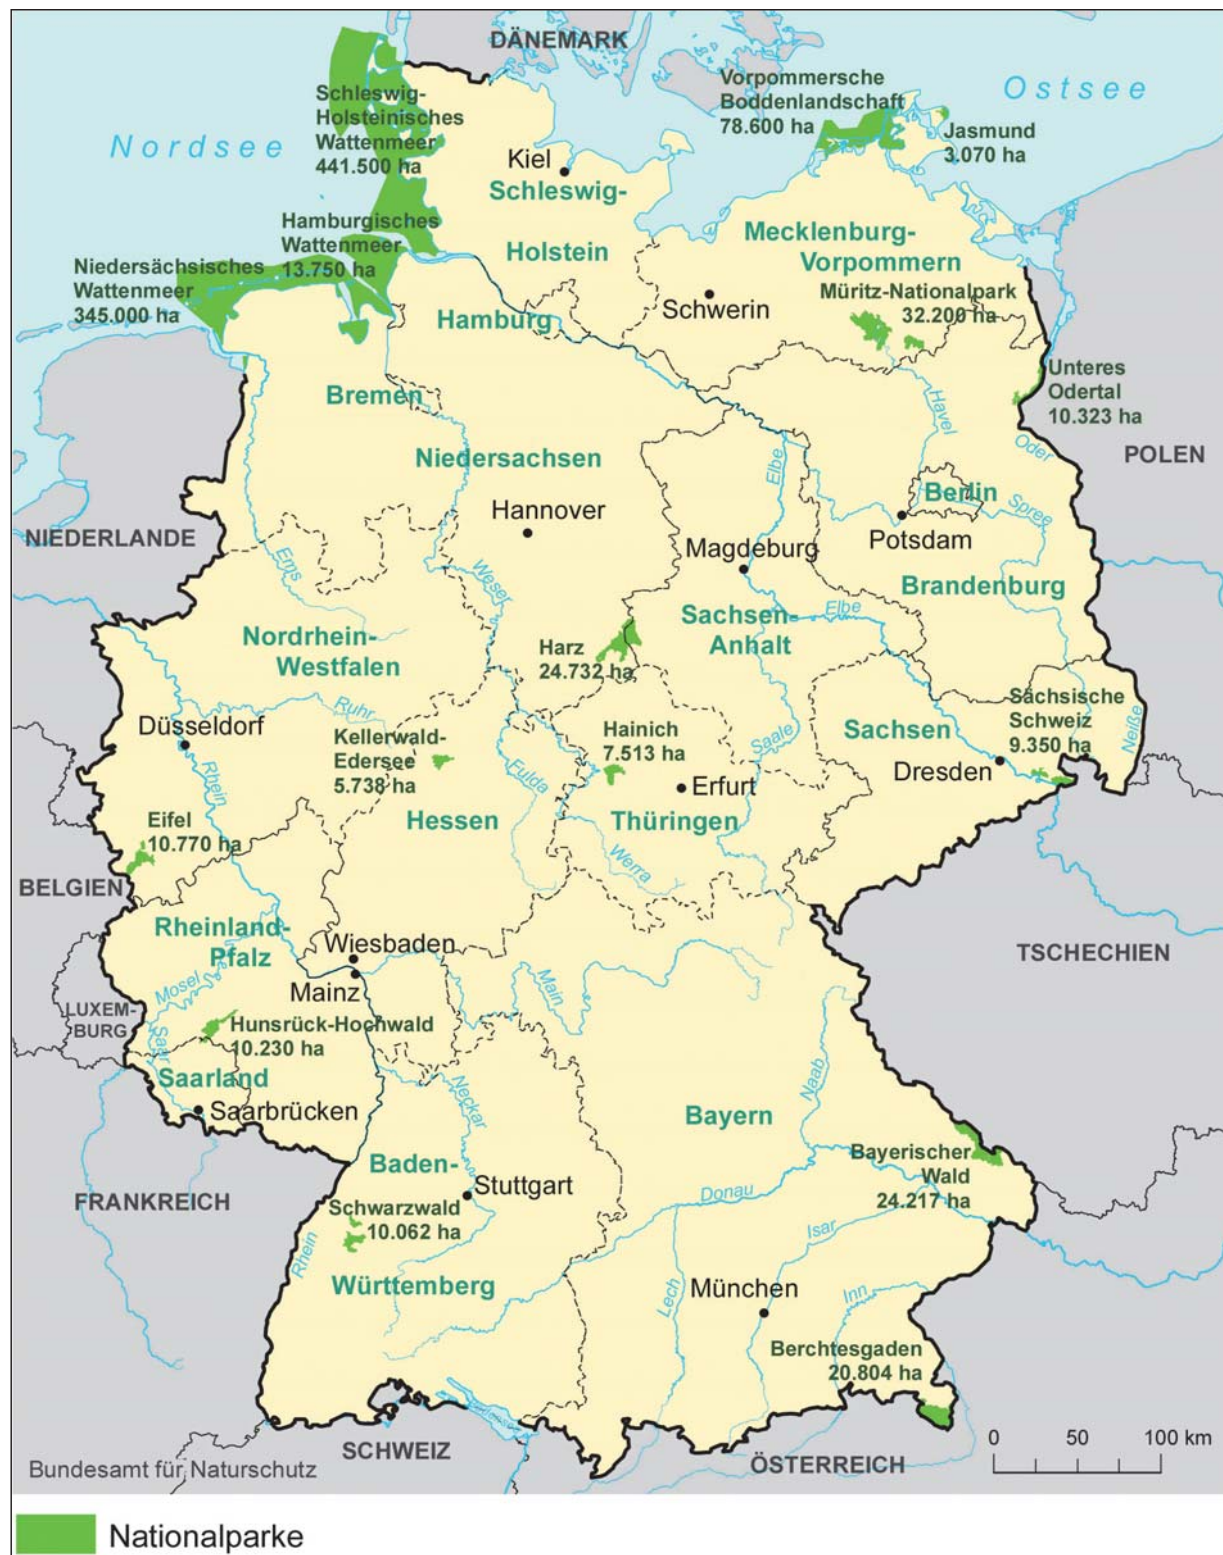 DÄNEMARK
Nordsee
Ostsee
Schleswig-
Holsteinisches
Wattenmeer
441.500 ha
Vorpommersche
Boddenlandschaft
78.600 ha
Jasmund
3.070 ha
Kiel
Schleswig-
Holstein
Hamburgisches
Wattenmeer
13.750 ha
Niedersächsisches
Wattenmeer
345.000 ha
Mecklenburg-
Vorpommern
Schwerin
Müritz-Nationalpark
32.200 ha
Hamburg
Bremen
Unteres
Odertal
10.323 ha
Havel
Oder
POLEN
Niedersachsen
Elbe
Berlin
Spree
Hannover
Potsdam
NIEDERLANDE
Magdeburg
Ems
Weser
Brandenburg
Elbe
Sachsen-
Anhalt
Nordrhein-
Westfalen
Harz
24.732 ha
Ruhr
Düsseldorf
Rhein
Kellerwald-
Edersee
5.738 ha
Fulda
Hainich
7.513 ha
Saale
Sachsen
Sächsische
Schweiz
9.350 ha
Neiße
Dresden
Erfurt
Hessen
Thüringen
Werra
Eifel
10.770 ha
BELGIEN
Rheinland-
Pfalz
Wiesbaden
Mainz
Main
Mosel
TSCHECHIEN
LUXEM-
BURG
Saar
Hunsrück-Hochwald
10.230 ha
Saarland
Saarbrücken
Neckar
Naab
Bayern
Baden-
Württemberg
Stuttgart
Schwarzwald
10.062 ha
FRANKREICH
Rhein
Donau
Bayerischer
Wald
24.217 ha
Isar
Lech
München
Inn
Berchtesgaden
20.804 ha
SCHWEIZ
ÖSTERREICH
0 50 100 km
Bundesamt für Naturschutz
Nationalparke